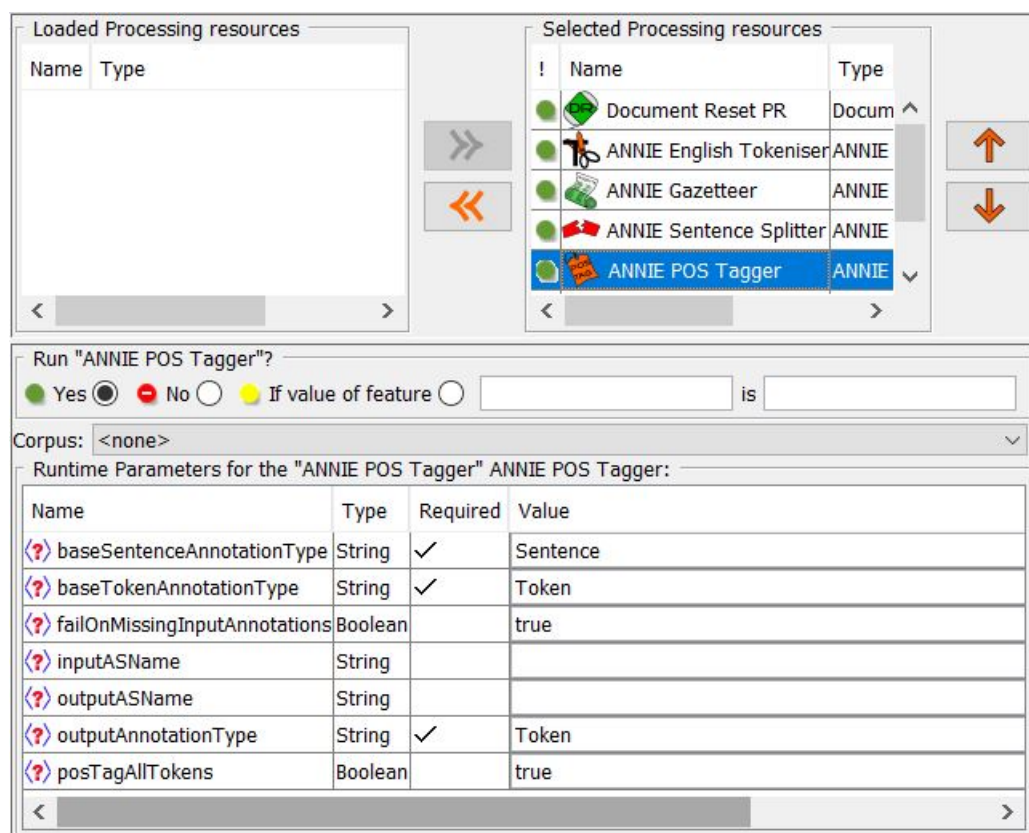 Loaded Processing resources
Name Type
Selected Processing resources
! Name Type
DR Document Reset PR Docum
ANNIE English Tokeniser ANNIE
ANNIE Gazetteer ANNIE
ANNIE Sentence Splitter ANNIE
POS TAG ANNIE POS Tagger ANNIE
Run "ANNIE POS Tagger"?
Yes No If value of feature is
Corpus: <none>
Runtime Parameters for the "ANNIE POS Tagger" ANNIE POS Tagger:
Name Type Required Value
<?> baseSentenceAnnotationType String ✓ Sentence
<?> baseTokenAnnotationType String ✓ Token
<?> failOnMissingInputAnnotations Boolean true
<?> inputASName String
<?> outputASName String
<?> outputAnnotationType String ✓ Token
<?> posTagAllTokens Boolean true